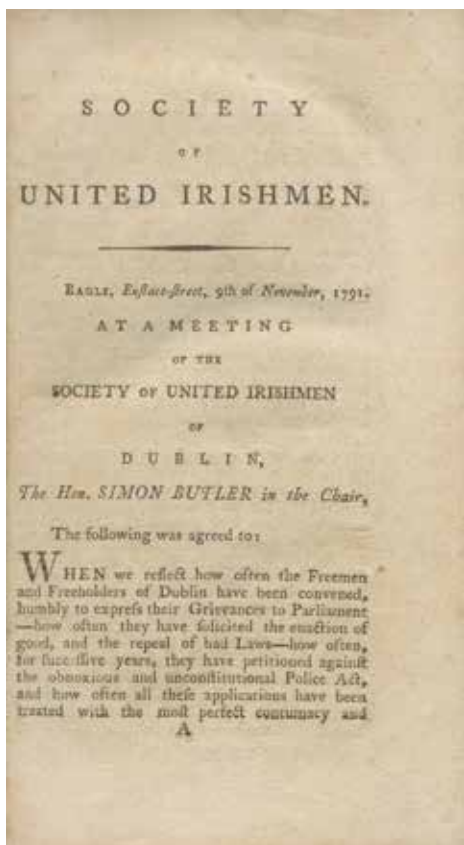 SOCIETY
OF
UNITED IRISHMEN.
EAGLE, Euſtace-ſtreet, 9th of November, 1791.
AT A MEETING
OF THE
SOCIETY OF UNITED IRISHMEN
OF
DUBLIN,
The Hon. SIMON BUTLER in the Chair,
The following was agreed to:
WHEN we reflect how often the Freemen
and Freeholders of Dublin have been convened,
humbly to expreſs their Grievances to Parliament
—how often they have ſolicited the enaction of
good, and the repeal of bad Laws—how often,
for ſucceſſive years, they have petitioned againſt
the obnoxious and unconſtitutional Police Act,
and how often all theſe applications have been
treated with the moſt perfect contumacy and
A